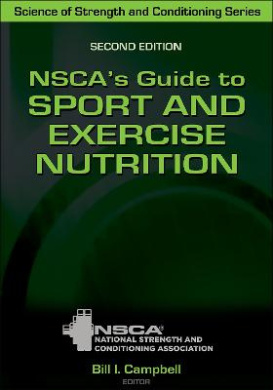 Science of Strength and Conditioning Series
SECOND EDITION
NSCA's Guide to
SPORT AND
EXERCISE
NUTRITION
NSCA®
NATIONAL STRENGTH AND
CONDITIONING ASSOCIATION
Bill I. Campbell
EDITOR